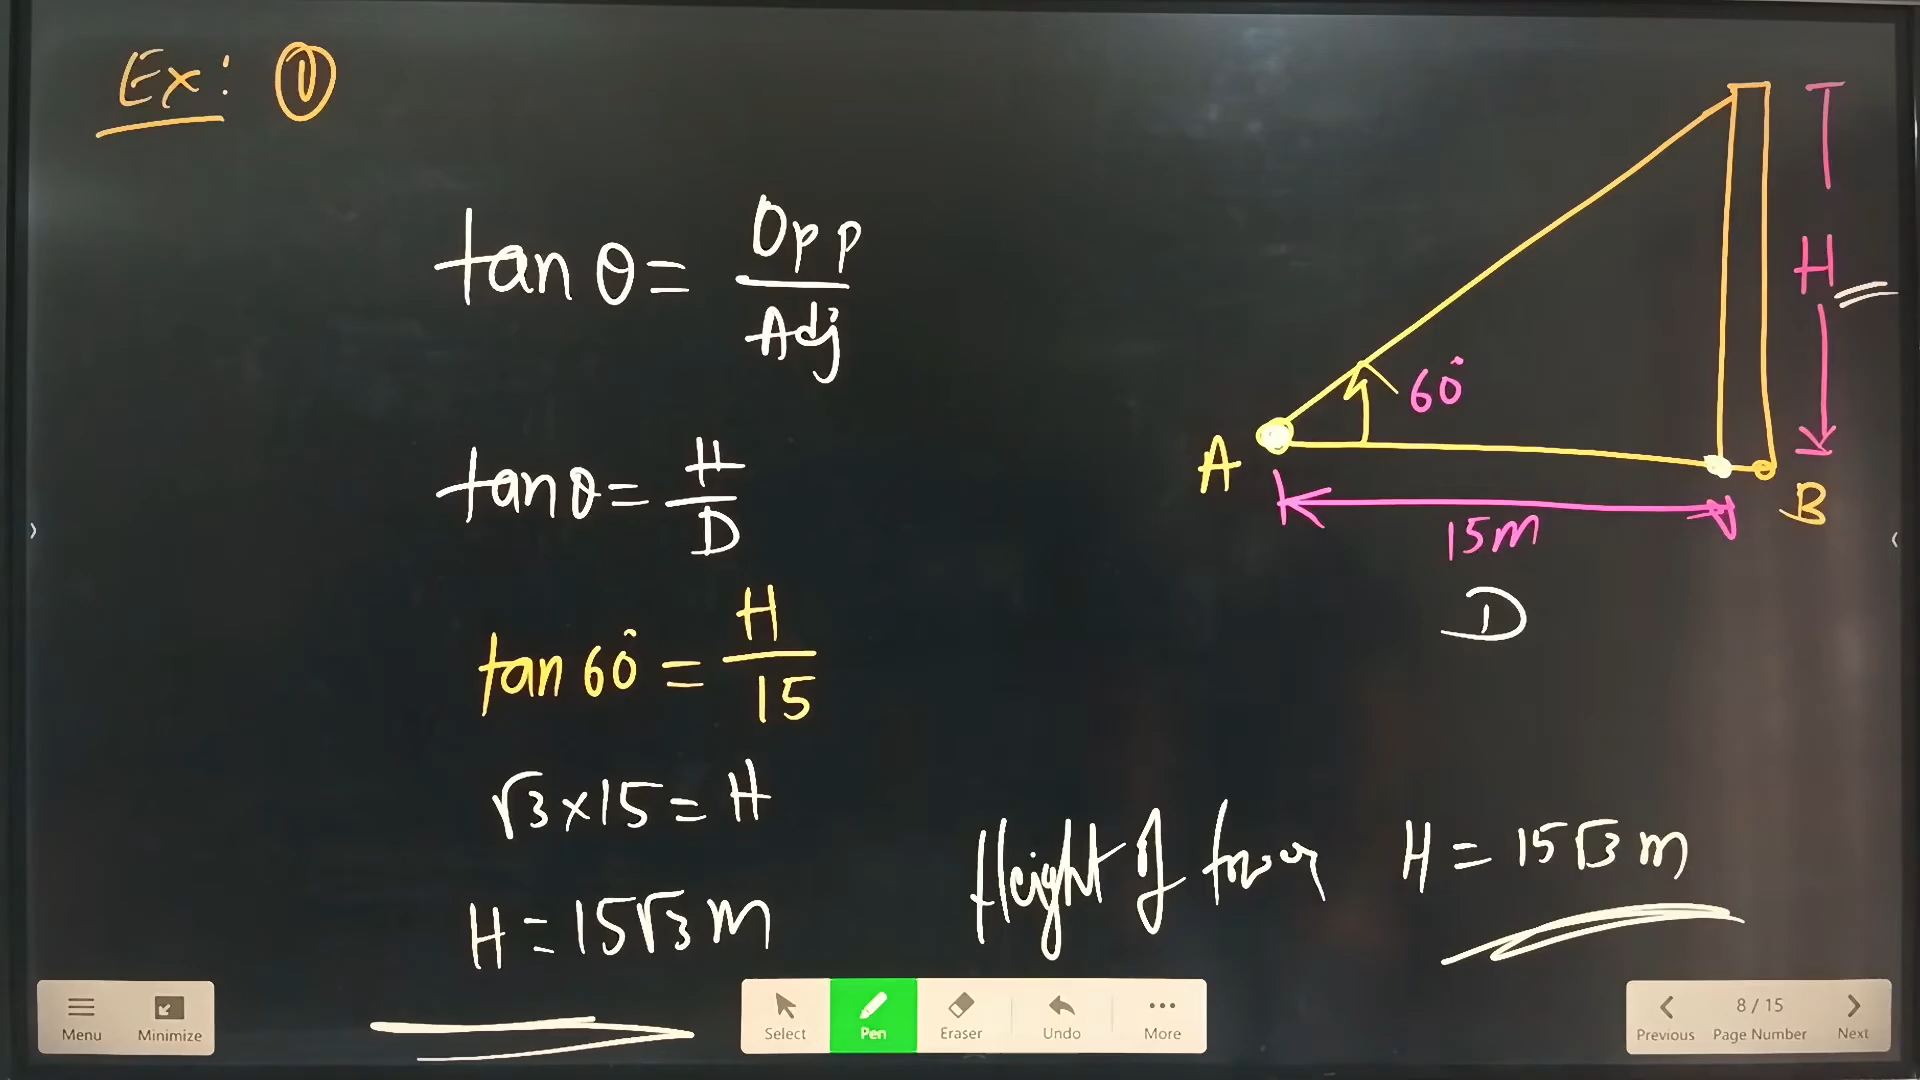 Ex: ①
tan θ = Opp / Adj
tan θ = H / D
tan 60° = H / 15
√3 × 15 = H
H = 15√3 m
H
60°
A
B
15m
D
Height of tower H = 15√3 m
Menu
Minimize
Select
Pen
Eraser
Undo
More
Previous
8 / 15
Page Number
Next